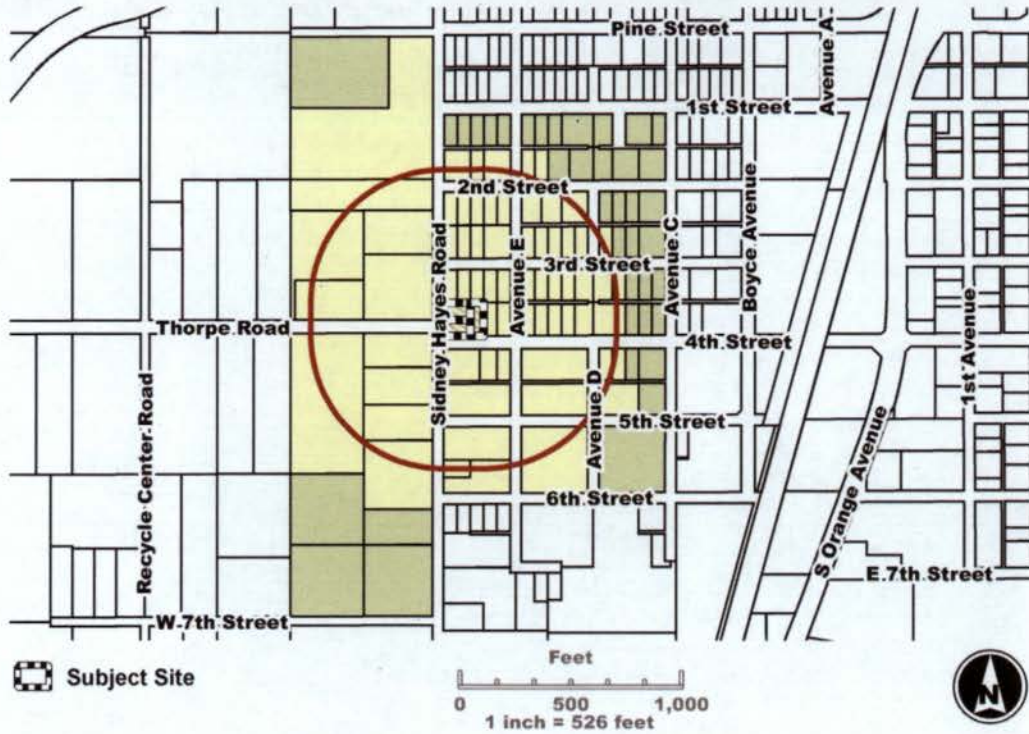 Pine Street
Avenue A
1st Street
2nd Street
Sidney Hayes Road
Avenue E
Avenue C
Boyce Avenue
3rd Street
Thorpe Road
4th Street
1st Avenue
Recycle Center Road
Avenue D
5th Street
6th Street
S Orange Avenue
E 7th Street
W 7th Street
Subject Site
Feet
0 500 1,000
1 inch = 526 feet
N